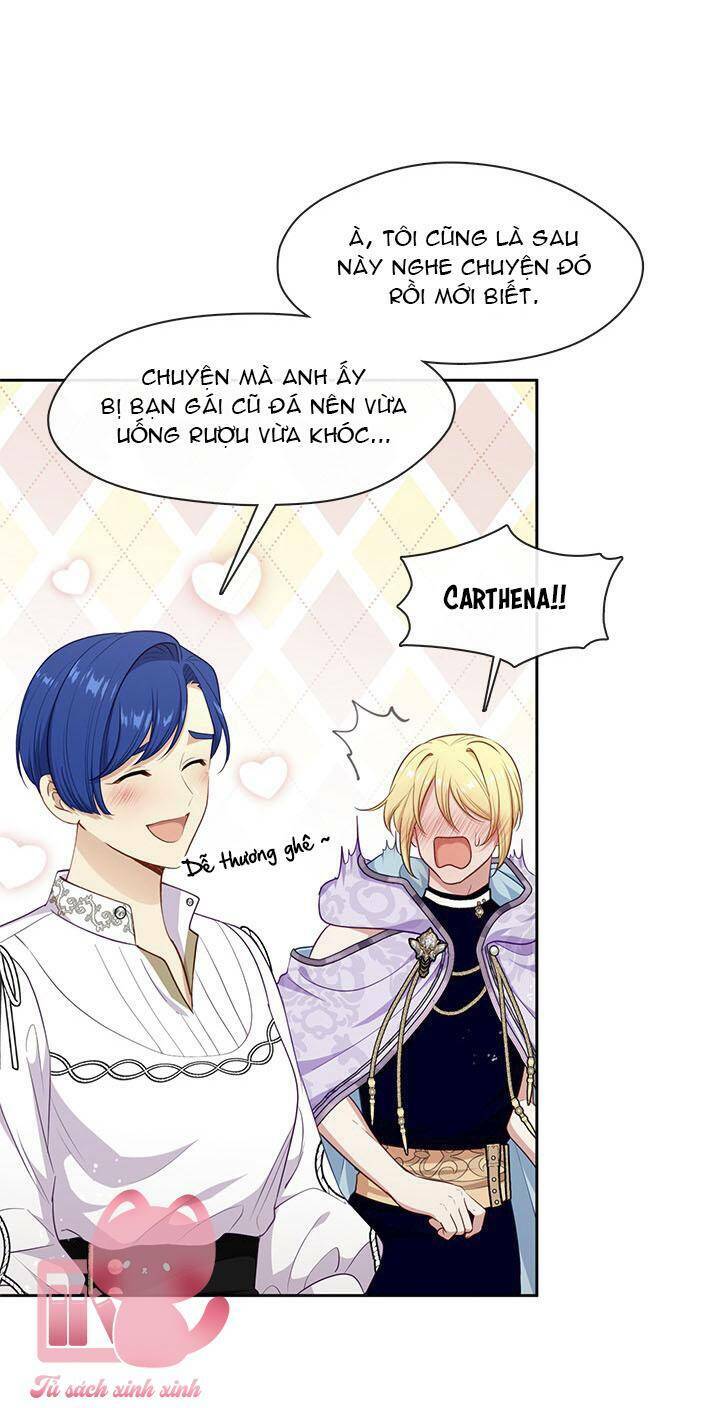 À, TÔI CŨNG LÀ SAU
NÀY NGHE CHUYỆN ĐÓ
RỒI MỚI BIẾT.
CHUYỆN MÀ ANH ẤY
BỊ BẠN GÁI CŨ ĐÁ NÊN VỪA
UỐNG RƯỢU VỪA KHÓC...
CARTHENA!!
Dễ thương ghê ~
Tủ sách xinh xinh